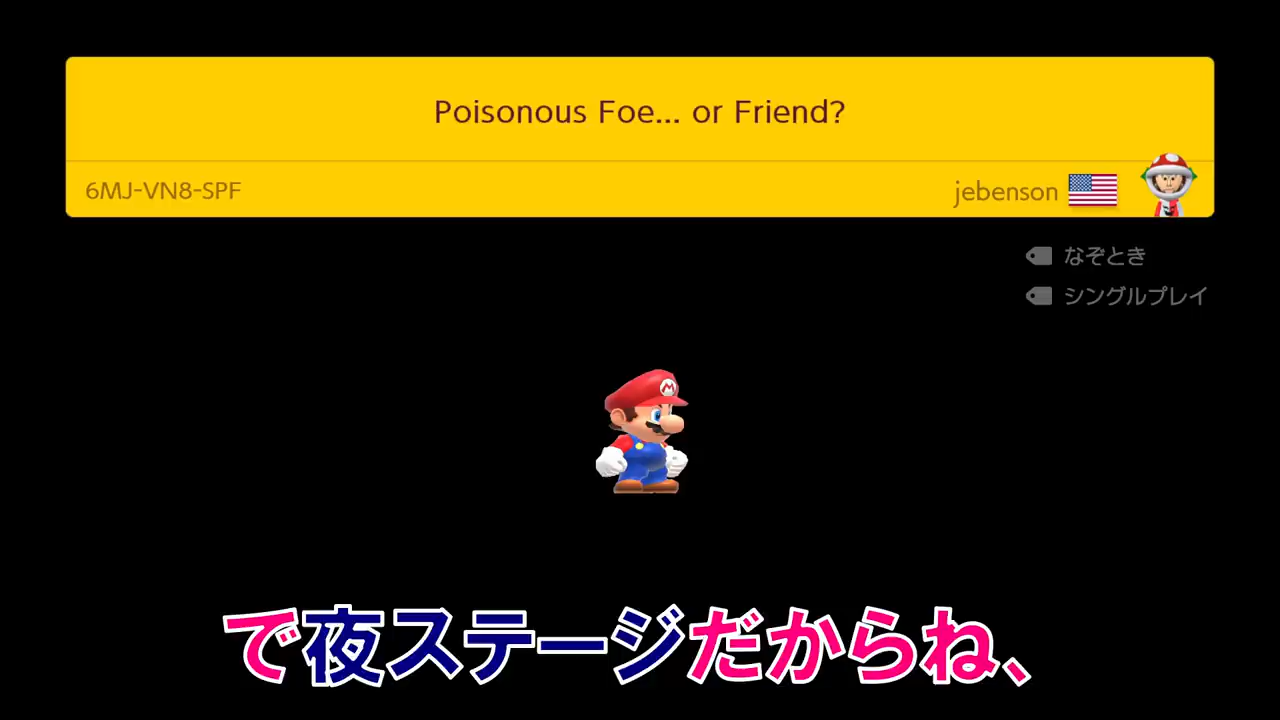 Poisonous Foe... or Friend?
6MJ-VN8-SPF
jebenson
なぞとき
シングルプレイ
M
で夜ステージだからね、